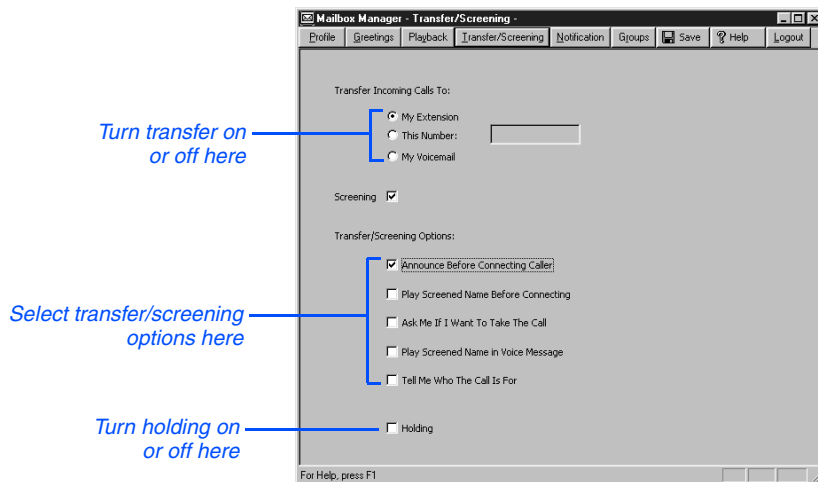 Mailbox Manager - Transfer/Screening -
Profile Greetings Playback Transfer/Screening Notification Groups Save Help Logout
Transfer Incoming Calls To:
My Extension
This Number:
My Voicemail
Turn transfer on
or off here
Screening
Transfer/Screening Options:
Announce Before Connecting Caller
Play Screened Name Before Connecting
Ask Me If I Want To Take The Call
Play Screened Name in Voice Message
Tell Me Who The Call Is For
Select transfer/screening
options here
Holding
Turn holding on
or off here
For Help, press F1